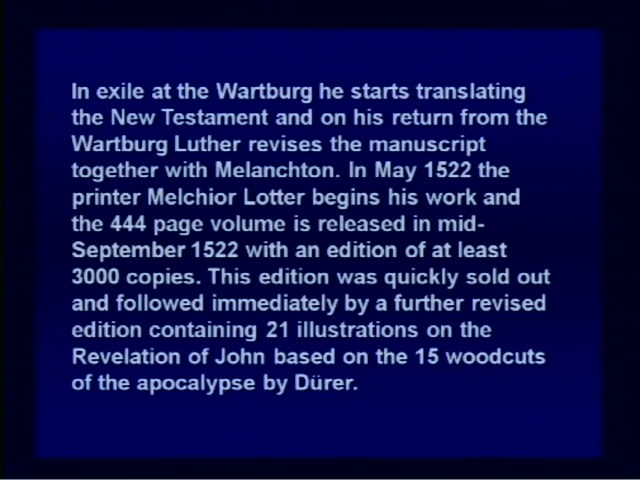 In exile at the Wartburg he starts translating
the New Testament and on his return from the
Wartburg Luther revises the manuscript
together with Melanchton. In May 1522 the
printer Melchior Lotter begins his work and
the 444 page volume is released in mid-
September 1522 with an edition of at least
3000 copies. This edition was quickly sold out
and followed immediately by a further revised
edition containing 21 illustrations on the
Revelation of John based on the 15 woodcuts
of the apocalypse by Dürer.